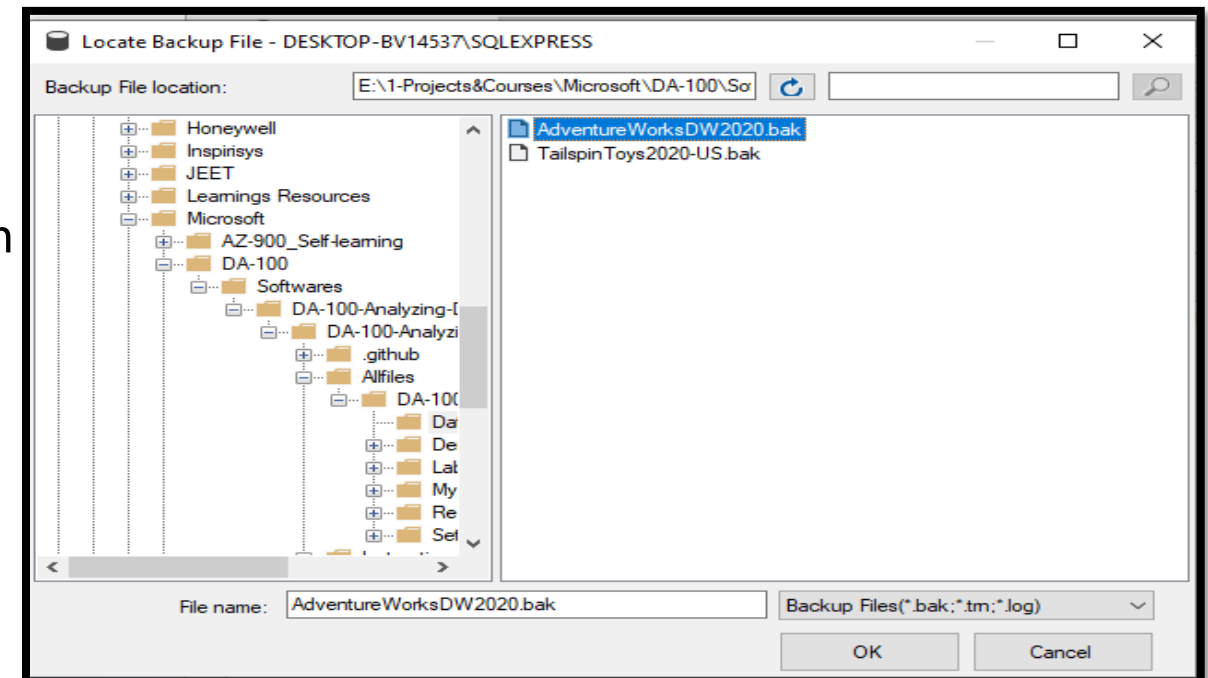 Locate Backup File - DESKTOP-BV14537\SQLEXPRESS
Backup File location:
E:\1-Projects&Courses\Microsoft\DA-100\So
Honeywell
Inspirisys
JEET
Learnings Resources
Microsoft
AZ-900_Self-learning
DA-100
Softwares
DA-100-Analyzing-
DA-100-Analyzi
.github
Allfiles
DA-100
Da
De
Lab
My
Re
Set
AdventureWorksDW2020.bak
TailspinToys2020-US.bak
n
File name:
AdventureWorksDW2020.bak
Backup Files(*.bak;*.trn;*.log)
OK
Cancel